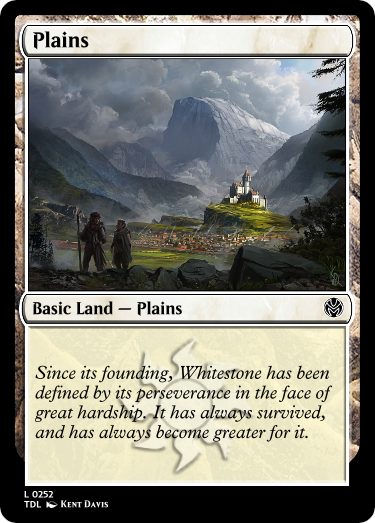 Plains
Basic Land — Plains
Since its founding, Whitestone has been
defined by its perseverance in the face of
great hardship. It has always survived,
and has always become greater for it.
L 0252
TDL Kent Davis